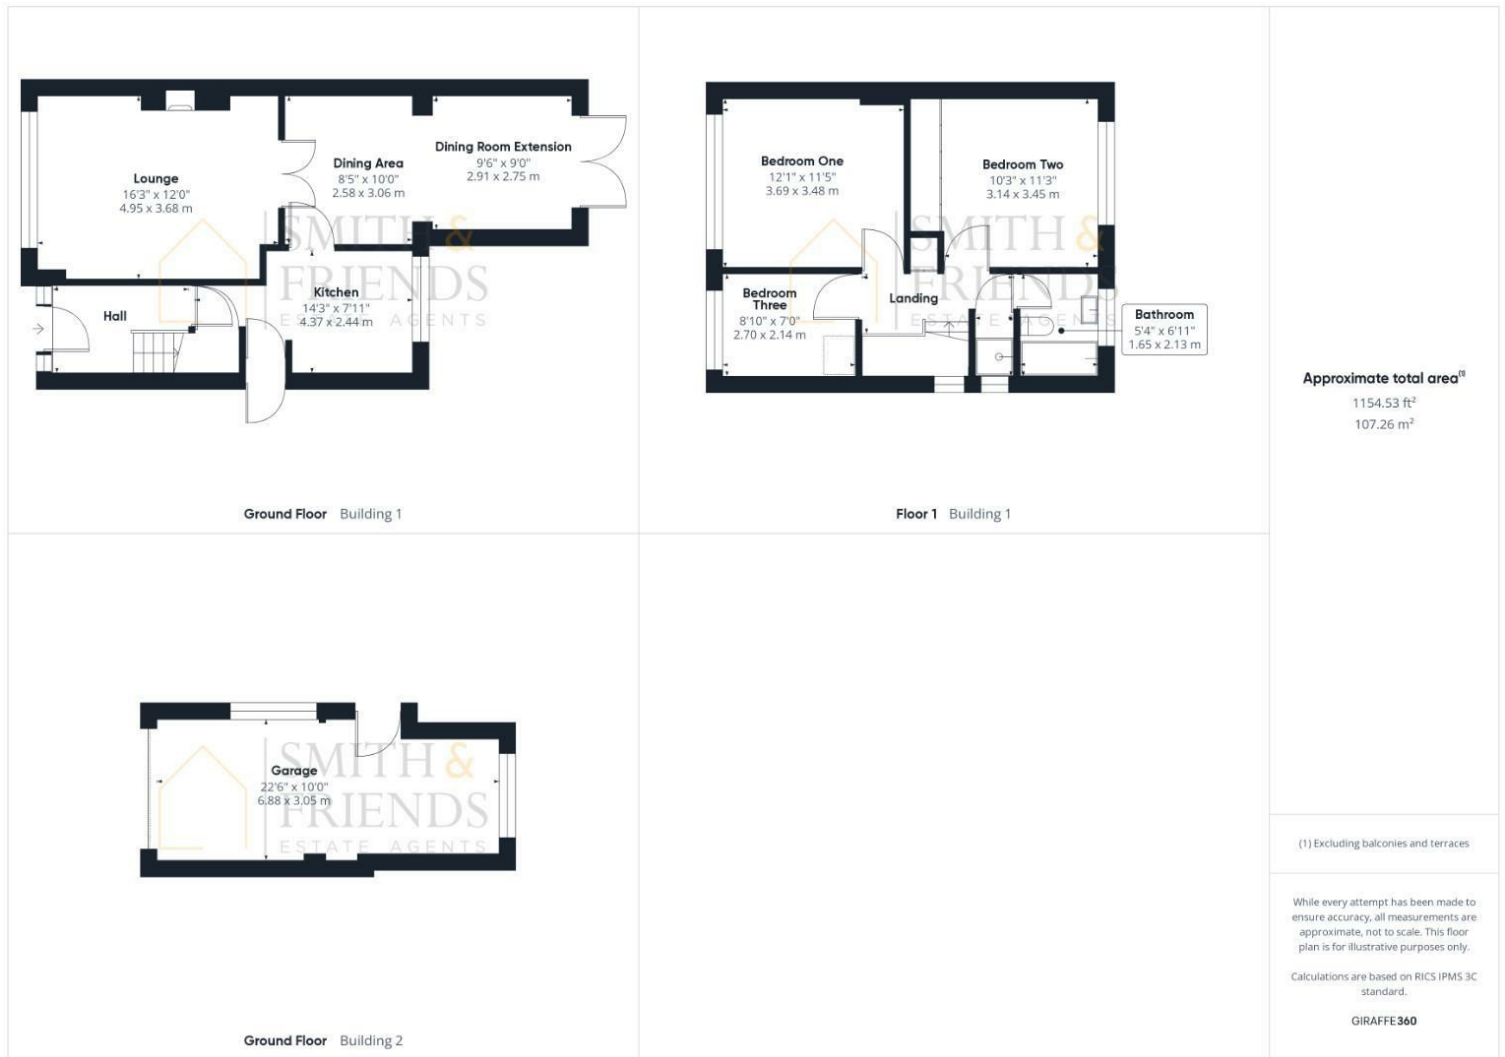 Lounge
16'3" x 12'0"
4.95 x 3.68 m
Dining Area
8'5" x 10'0"
2.58 x 3.06 m
Dining Room Extension
9'6" x 9'0"
2.91 x 2.75 m
Kitchen
14'3" x 7'11"
4.37 x 2.44 m
Hall
SMITH &
FRIENDS
ESTATE AGENTS
Ground Floor Building 1
Bedroom One
12'1" x 11'5"
3.69 x 3.48 m
Bedroom Two
10'3" x 11'3"
3.14 x 3.45 m
Bedroom
Three
8'10" x 7'0"
2.70 x 2.14 m
Landing
Bathroom
5'4" x 6'11"
1.65 x 2.13 m
SMITH &
FRIENDS
ESTATE AGENTS
Floor 1 Building 1
Garage
22'6" x 10'0"
6.88 x 3.05 m
SMITH &
FRIENDS
ESTATE AGENTS
Ground Floor Building 2
Approximate total area(1)
1154.53 ft²
107.26 m²
(1) Excluding balconies and terraces
While every attempt has been made to
ensure accuracy, all measurements are
approximate, not to scale. This floor
plan is for illustrative purposes only.
Calculations are based on RICS IPMS 3C
standard.
GIRAFFE360